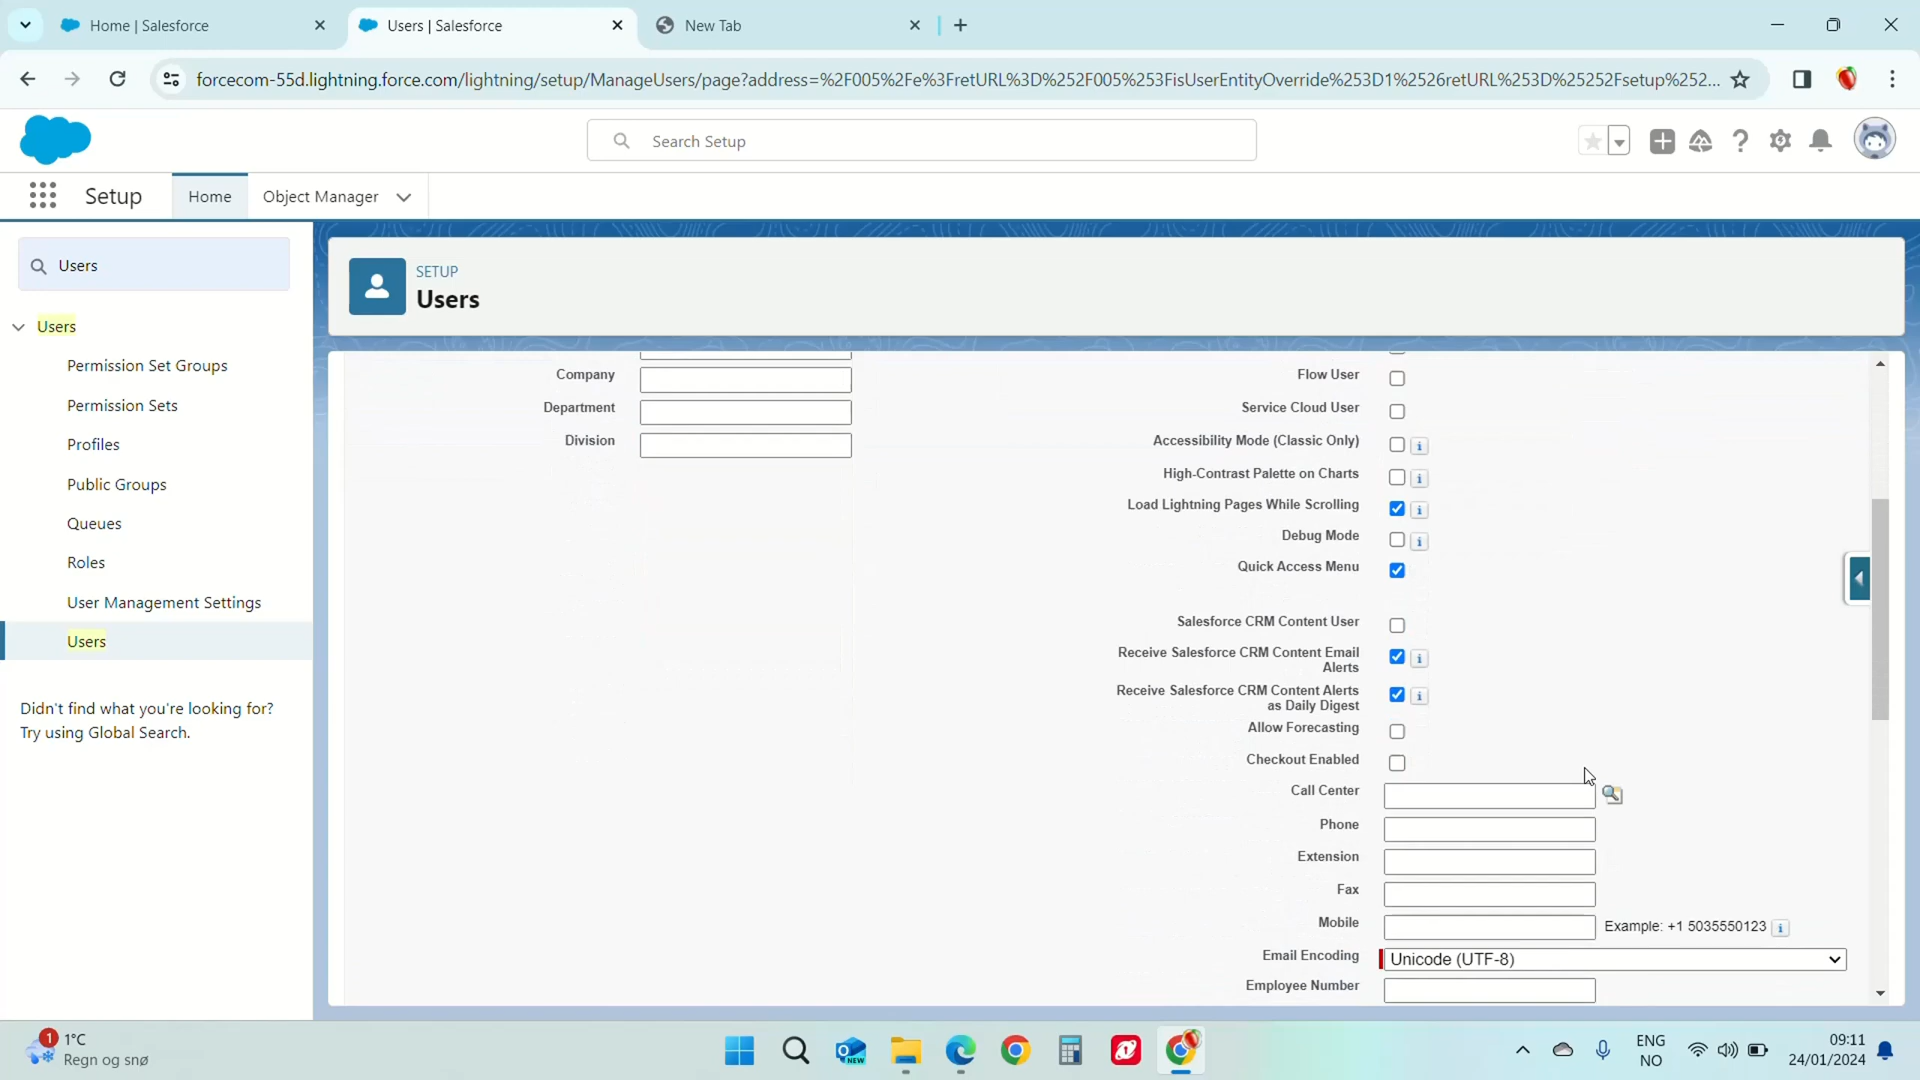 Home | Salesforce
Users | Salesforce
New Tab
forcecom-55d.lightning.force.com/lightning/setup/ManageUsers/page?address=%2F005%2Fe%3FretURL%3D%252F005%253FisUserEntityOverride%253D1%2526retURL%253D%25252Fsetup%252...
Search Setup
Setup
Home
Object Manager
Users
Users
Permission Set Groups
Permission Sets
Profiles
Public Groups
Queues
Roles
User Management Settings
Users
Didn't find what you're looking for?
Try using Global Search.
SETUP
Users
Company
Department
Division
Flow User
Service Cloud User
Accessibility Mode (Classic Only)
High-Contrast Palette on Charts
Load Lightning Pages While Scrolling
Debug Mode
Quick Access Menu
Salesforce CRM Content User
Receive Salesforce CRM Content Email
Alerts
Receive Salesforce CRM Content Alerts
as Daily Digest
Allow Forecasting
Checkout Enabled
Call Center
Phone
Extension
Fax
Mobile
Example: +1 5035550123
Email Encoding
Unicode (UTF-8)
Employee Number
1
1°C
Regn og snø
NEW
ENG
NO
09:11
24/01/2024